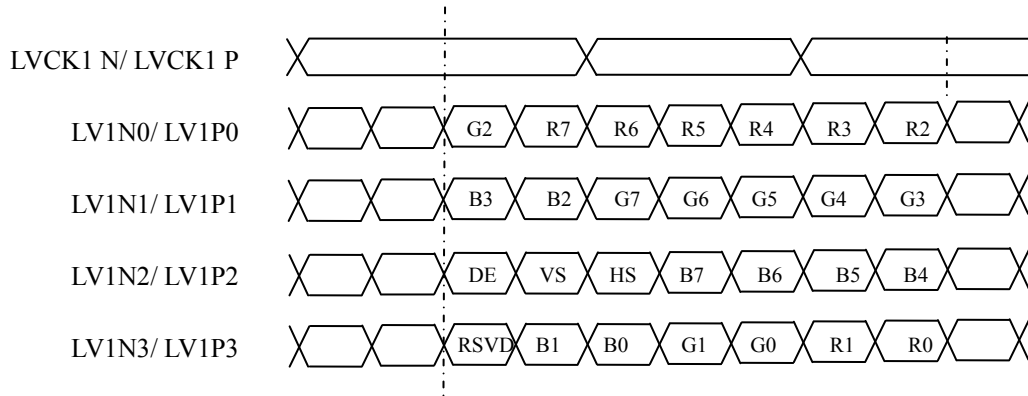 LVCK1 N/ LVCK1 P
LV1N0/ LV1P0 G2 R7 R6 R5 R4 R3 R2
LV1N1/ LV1P1 B3 B2 G7 G6 G5 G4 G3
LV1N2/ LV1P2 DE VS HS B7 B6 B5 B4
LV1N3/ LV1P3 RSVD B1 B0 G1 G0 R1 R0